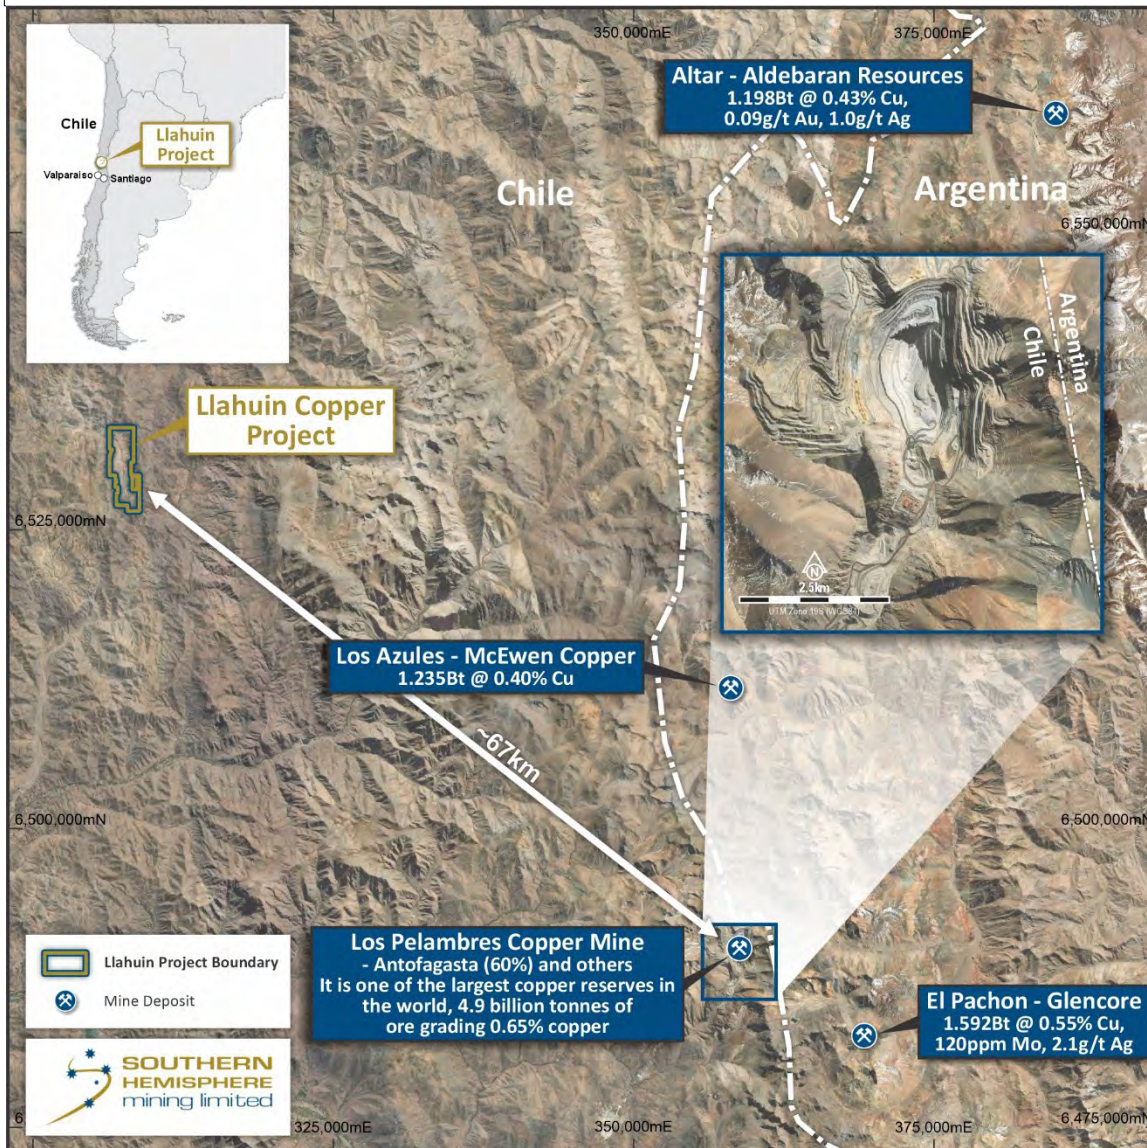 350,000mE
375,000mE
Altar - Aldebaran Resources
1.198Bt @ 0.43% Cu,
0.09g/t Au, 1.0g/t Ag
Chile
Llahuin
Project
Valparaiso
Santiago
Chile
Argentina
6,550,000mN
Argentina
Chile
Llahuin Copper
Project
6,525,000mN
2.5km
N
UTM Zone 19S (WGS84)
Los Azules - McEwen Copper
1.235Bt @ 0.40% Cu
~67km
6,500,000mN
6,500,000mN
Los Pelambres Copper Mine
- Antofagasta (60%) and others
It is one of the largest copper reserves in
the world, 4.9 billion tonnes of
ore grading 0.65% copper
Llahuin Project Boundary
Mine Deposit
El Pachon - Glencore
1.592Bt @ 0.55% Cu,
120ppm Mo, 2.1g/t Ag
SOUTHERN
HEMISPHERE
mining limited
325,000mE
350,000mE
375,000mE
6,475,000mN